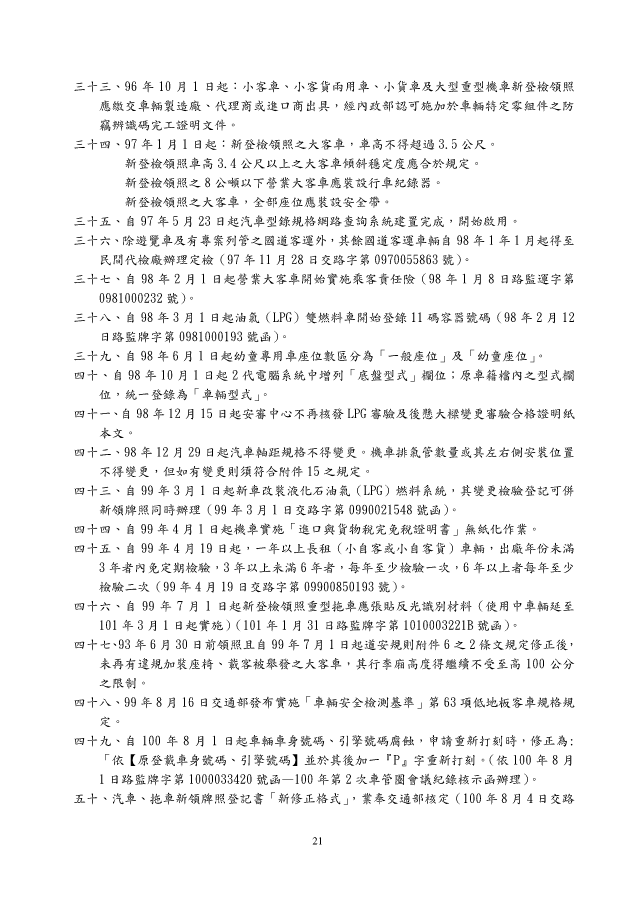 三十三、96 年 10 月 1 日起：小客車、小客貨兩用車、小貨車及大型重型機車新登檢領照
應繳交車輛製造廠、代理商或進口商出具，經內政部認可施加於車輛特定零組件之防
竊辨識碼完工證明文件。
三十四、97 年 1 月 1 日起：新登檢領照之大客車，車高不得超過 3.5 公尺。
新登檢領照車高 3.4 公尺以上之大客車傾斜穩定度應合於規定。
新登檢領照之 8 公噸以下營業大客車應裝設行車紀錄器。
新登檢領照之大客車，全部座位應裝設安全帶。
三十五、自 97 年 5 月 23 日起汽車型錄規格網路查詢系統建置完成，開始啟用。
三十六、除遊覽車及有專案列管之國道客運外，其餘國道客運車輛自 98 年 1 年 1 月起得至
民間代檢廠辦理定檢（97 年 11 月 28 日交路字第 0970055863 號）。
三十七、自 98 年 2 月 1 日起營業大客車開始實施乘客責任險（98 年 1 月 8 日路監運字第
0981000232 號）。
三十八、自 98 年 3 月 1 日起油氣（LPG）雙燃料車開始登錄 11 碼容器號碼（98 年 2 月 12
日路監牌字第 0981000193 號函）。
三十九、自 98 年 6 月 1 日起幼童專用車座位數區分為「一般座位」及「幼童座位」。
四十、自 98 年 10 月 1 日起 2 代電腦系統中增列「底盤型式」欄位；原車籍檔內之型式欄
位，統一登錄為「車輛型式」。
四十一、自 98 年 12 月 15 日起安審中心不再核發 LPG 審驗及後懸大樑變更審驗合格證明紙
本文。
四十二、98 年 12 月 29 日起汽車軸距規格不得變更。機車排氣管數量或其左右側安裝位置
不得變更，但如有變更則須符合附件 15 之規定。
四十三、自 99 年 3 月 1 日起新車改裝液化石油氣（LPG）燃料系統，其變更檢驗登記可併
新領牌照同時辦理（99 年 3 月 1 日交路字第 0990021548 號函）。
四十四、自 99 年 4 月 1 日起機車實施「進口與貨物稅完免稅證明書」無紙化作業。
四十五、自 99 年 4 月 19 日起，一年以上長租（小自客或小自客貨）車輛，出廠年份未滿
3 年者內免定期檢驗，3 年以上未滿 6 年者，每年至少檢驗一次，6 年以上者每年至少
檢驗二次（99 年 4 月 19 日交路字第 09900850193 號）。
四十六、自 99 年 7 月 1 日起新登檢領照重型拖車應張貼反光識別材料（使用中車輛延至
101 年 3 月 1 日起實施）（101 年 1 月 31 日路監牌字第 1010003221B 號函）。
四十七、93 年 6 月 30 日前領照且自 99 年 7 月 1 日起道安規則附件 6 之 2 條文規定修正後，
未再有違規加裝座椅、載客被舉發之大客車，其行李廂高度得繼續不受至高 100 公分
之限制。
四十八、99 年 8 月 16 日交通部發布實施「車輛安全檢測基準」第 63 項低地板客車規格規
定。
四十九、自 100 年 8 月 1 日起車輛車身號碼、引擎號碼腐蝕，申請重新打刻時，修正為：
「依【原登載車身號碼、引擎號碼】並於其後加一『P』字重新打刻。（依 100 年 8 月
1 日路監牌字第 1000033420 號函—100 年第 2 次車管圈會議紀錄核示函辦理）。
五十、汽車、拖車新領牌照登記書「新修正格式」，業奉交通部核定（100 年 8 月 4 日交路
21